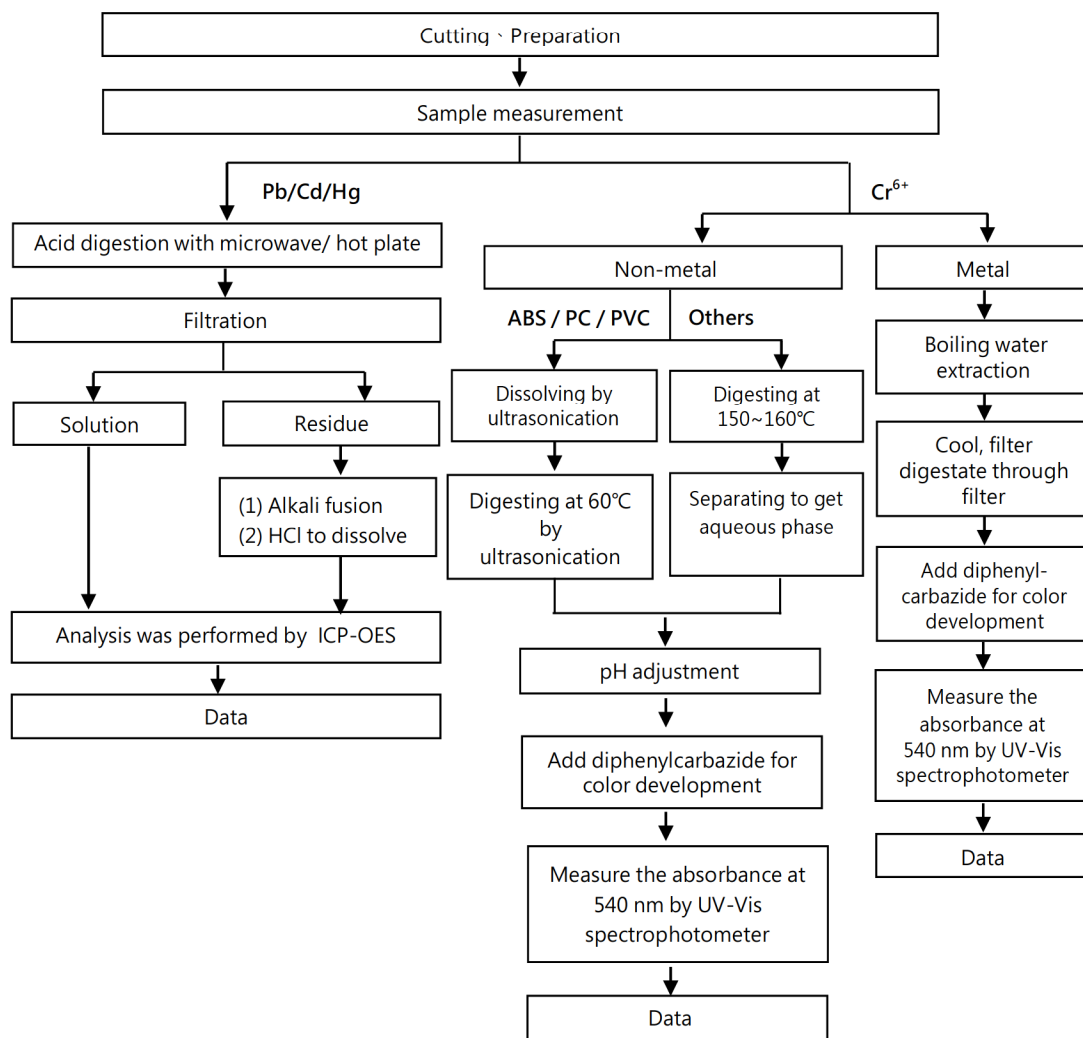 Cutting、Preparation
Sample measurement
Pb/Cd/Hg
Cr⁶⁺
Acid digestion with microwave/ hot plate
Filtration
Solution
Residue
(1) Alkali fusion
(2) HCl to dissolve
Analysis was performed by ICP-OES
Data
Non-metal
ABS / PC / PVC
Others
Dissolving by
ultrasonication
Digesting at 60℃
by
ultrasonication
Digesting at
150~160℃
Separating to get
aqueous phase
pH adjustment
Add diphenylcarbazide for
color development
Measure the absorbance at
540 nm by UV-Vis
spectrophotometer
Data
Metal
Boiling water
extraction
Cool, filter
digestate through
filter
Add diphenyl-
carbazide for color
development
Measure the
absorbance at
540 nm by UV-Vis
spectrophotometer
Data